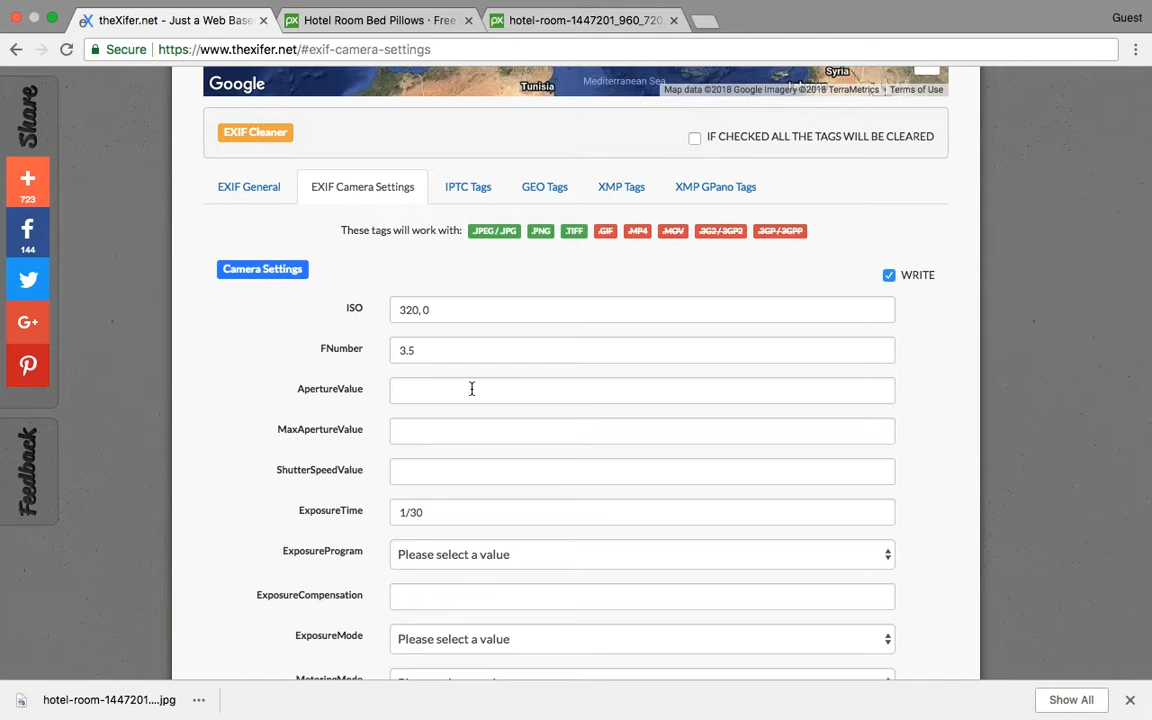 theXifer.net - Just a Web Base
Hotel Room Bed Pillows · Free
hotel-room-1447201_960_720.
Guest
Secure https://www.thexifer.net/#exif-camera-settings
Share
723
144
G+
Feedback
Google
Tunisia
Mediterranean Sea
Syria
Map data ©2018 Google Imagery ©2018 TerraMetrics
Terms of Use
EXIF Cleaner
IF CHECKED ALL THE TAGS WILL BE CLEARED
EXIF General
EXIF Camera Settings
IPTC Tags
GEO Tags
XMP Tags
XMP GPano Tags
These tags will work with: .JPEG/.JPG .PNG .TIFF .GIF .MP4 .MOV .3G2/3GP2 .3GP/3GPP
Camera Settings
WRITE
ISO
320, 0
FNumber
3.5
ApertureValue
MaxApertureValue
ShutterSpeedValue
ExposureTime
1/30
ExposureProgram
Please select a value
ExposureCompensation
ExposureMode
Please select a value
MeteringMode
hotel-room-1447201....jpg
Show All